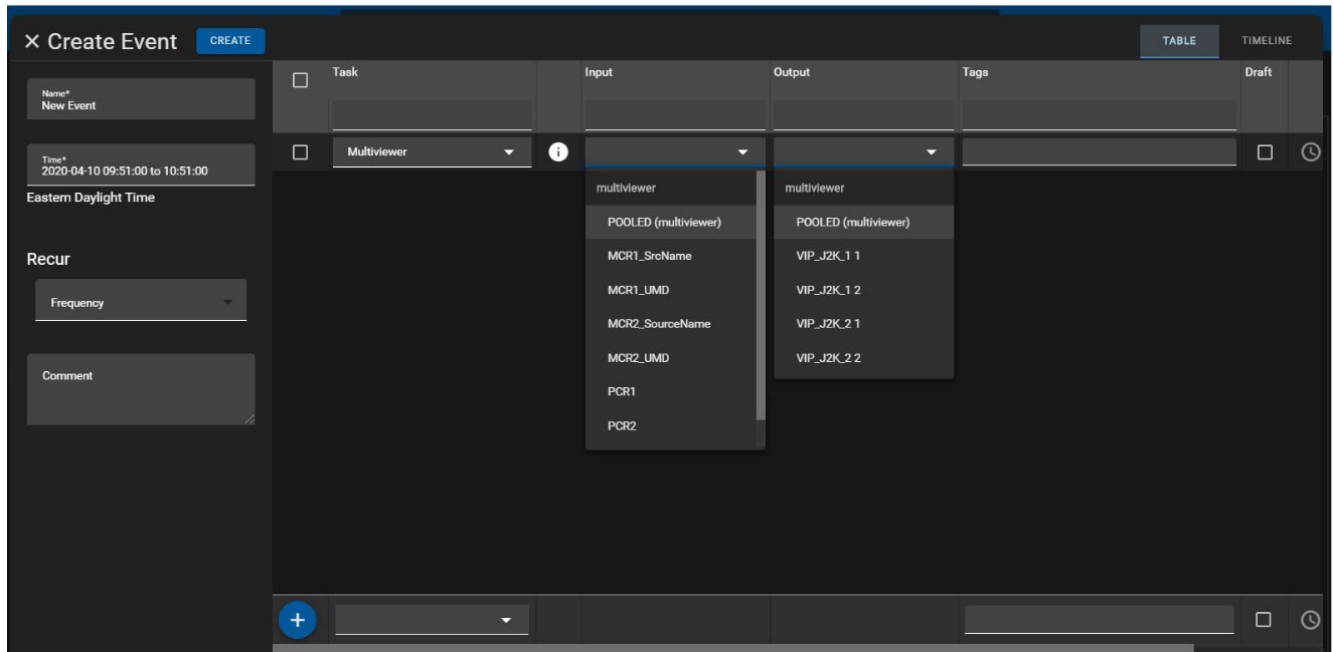 × Create Event CREATE TABLE TIMELINE
Task Input Output Tags Draft
Name*
New Event
Multiviewer
Time*
2020-04-10 09:51:00 to 10:51:00
Eastern Daylight Time
Recur
Frequency
Comment
multiviewer
POOLED (multiviewer)
MCR1_SrcName
MCR1_UMD
MCR2_SourceName
MCR2_UMD
PCR1
PCR2
multiviewer
POOLED (multiviewer)
VIP_J2K_1 1
VIP_J2K_1 2
VIP_J2K_2 1
VIP_J2K_2 2